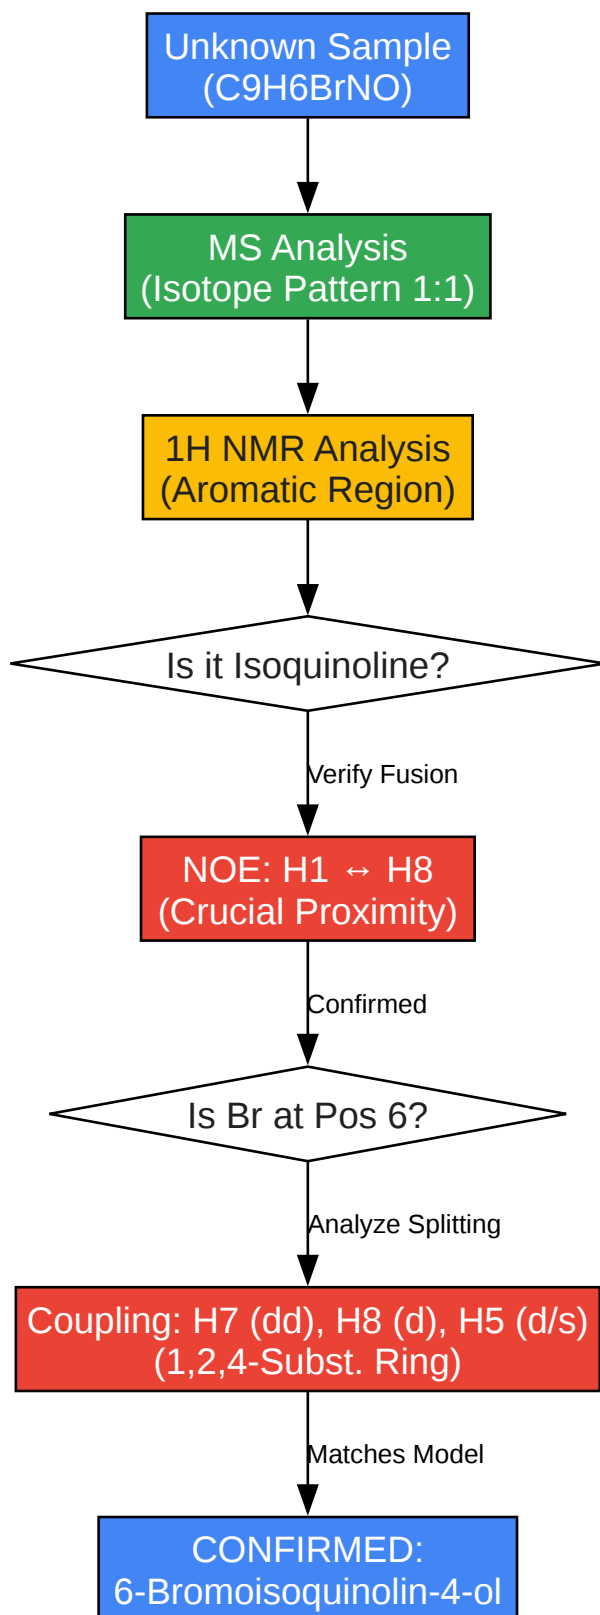 Unknown Sample
(C9H6BrNO)
MS Analysis
(Isotope Pattern 1:1)
1H NMR Analysis
(Aromatic Region)
Is it Isoquinoline?
Verify Fusion
NOE: H1 ↔ H8
(Crucial Proximity)
Confirmed
Is Br at Pos 6?
Analyze Splitting
Coupling: H7 (dd), H8 (d), H5 (d/s)
(1,2,4-Subst. Ring)
Matches Model
CONFIRMED:
6-Bromoisoquinolin-4-ol